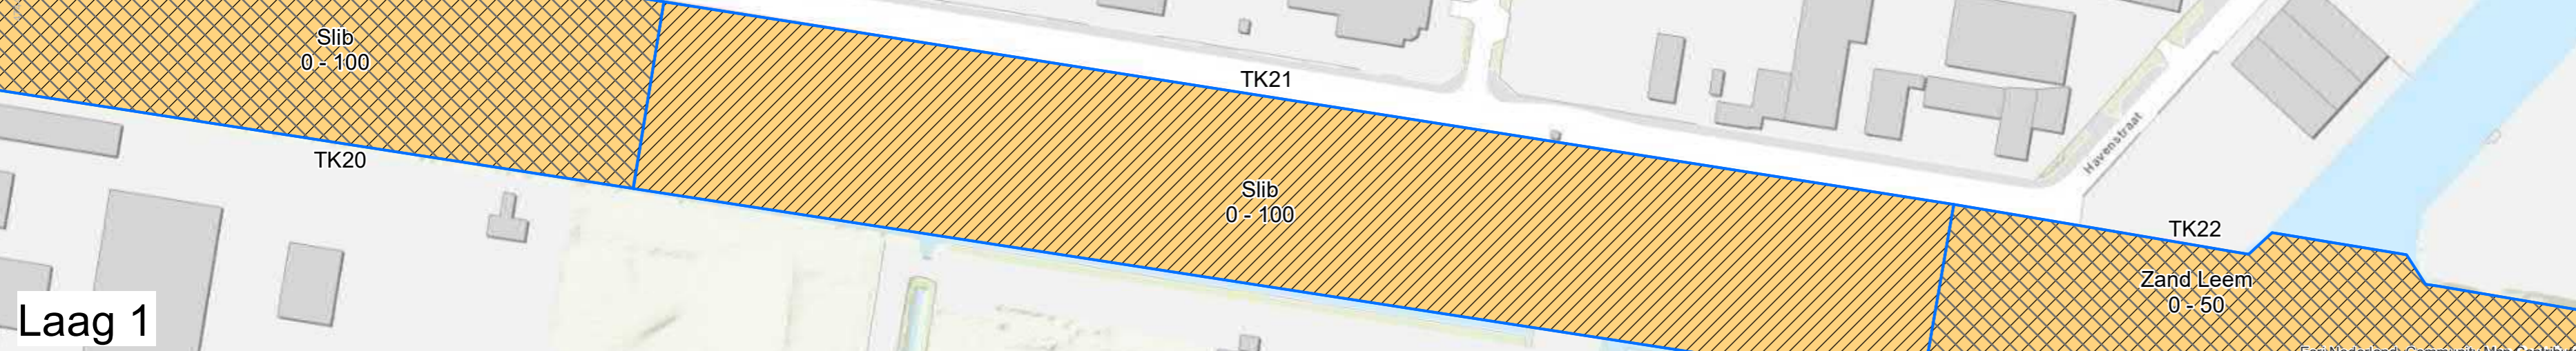 Slib
0 - 100
TK20
TK21
Slib
0 - 100
Havenstraat
TK22
Zand Leem
0 - 50
Laag 1